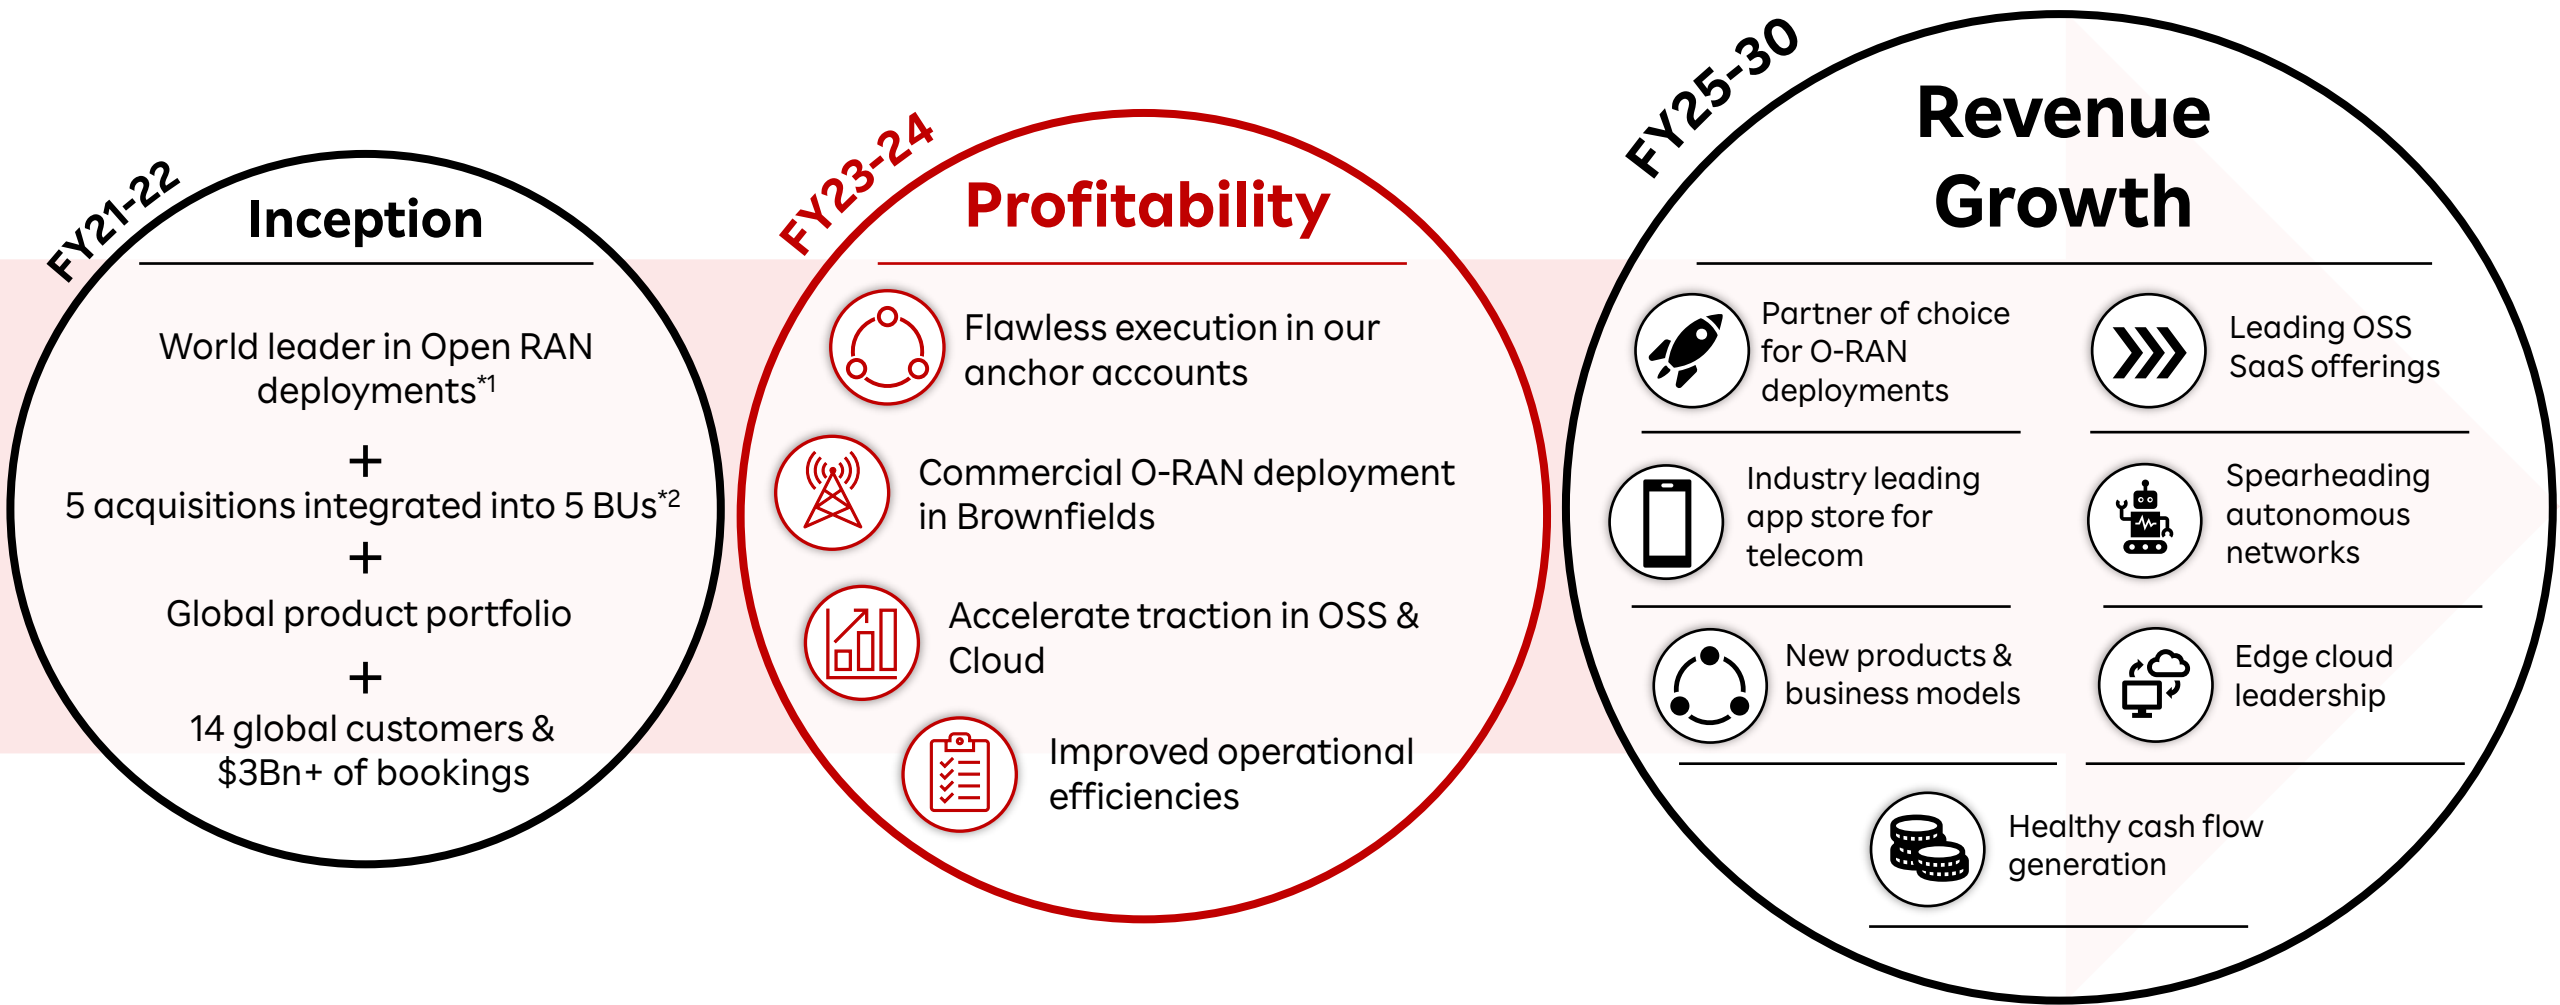 FY21-22
Inception
World leader in Open RAN
deployments*1
+
5 acquisitions integrated into 5 BUs*2
+
Global product portfolio
+
14 global customers &
$3Bn+ of bookings
FY23-24
Profitability
Flawless execution in our
anchor accounts
Commercial O-RAN deployment
in Brownfields
Accelerate traction in OSS &
Cloud
Improved operational
efficiencies
FY25-30
Revenue
Growth
Partner of choice
for O-RAN
deployments
Leading OSS
SaaS offerings
Industry leading
app store for
telecom
Spearheading
autonomous
networks
New products &
business models
Edge cloud
leadership
Healthy cash flow
generation